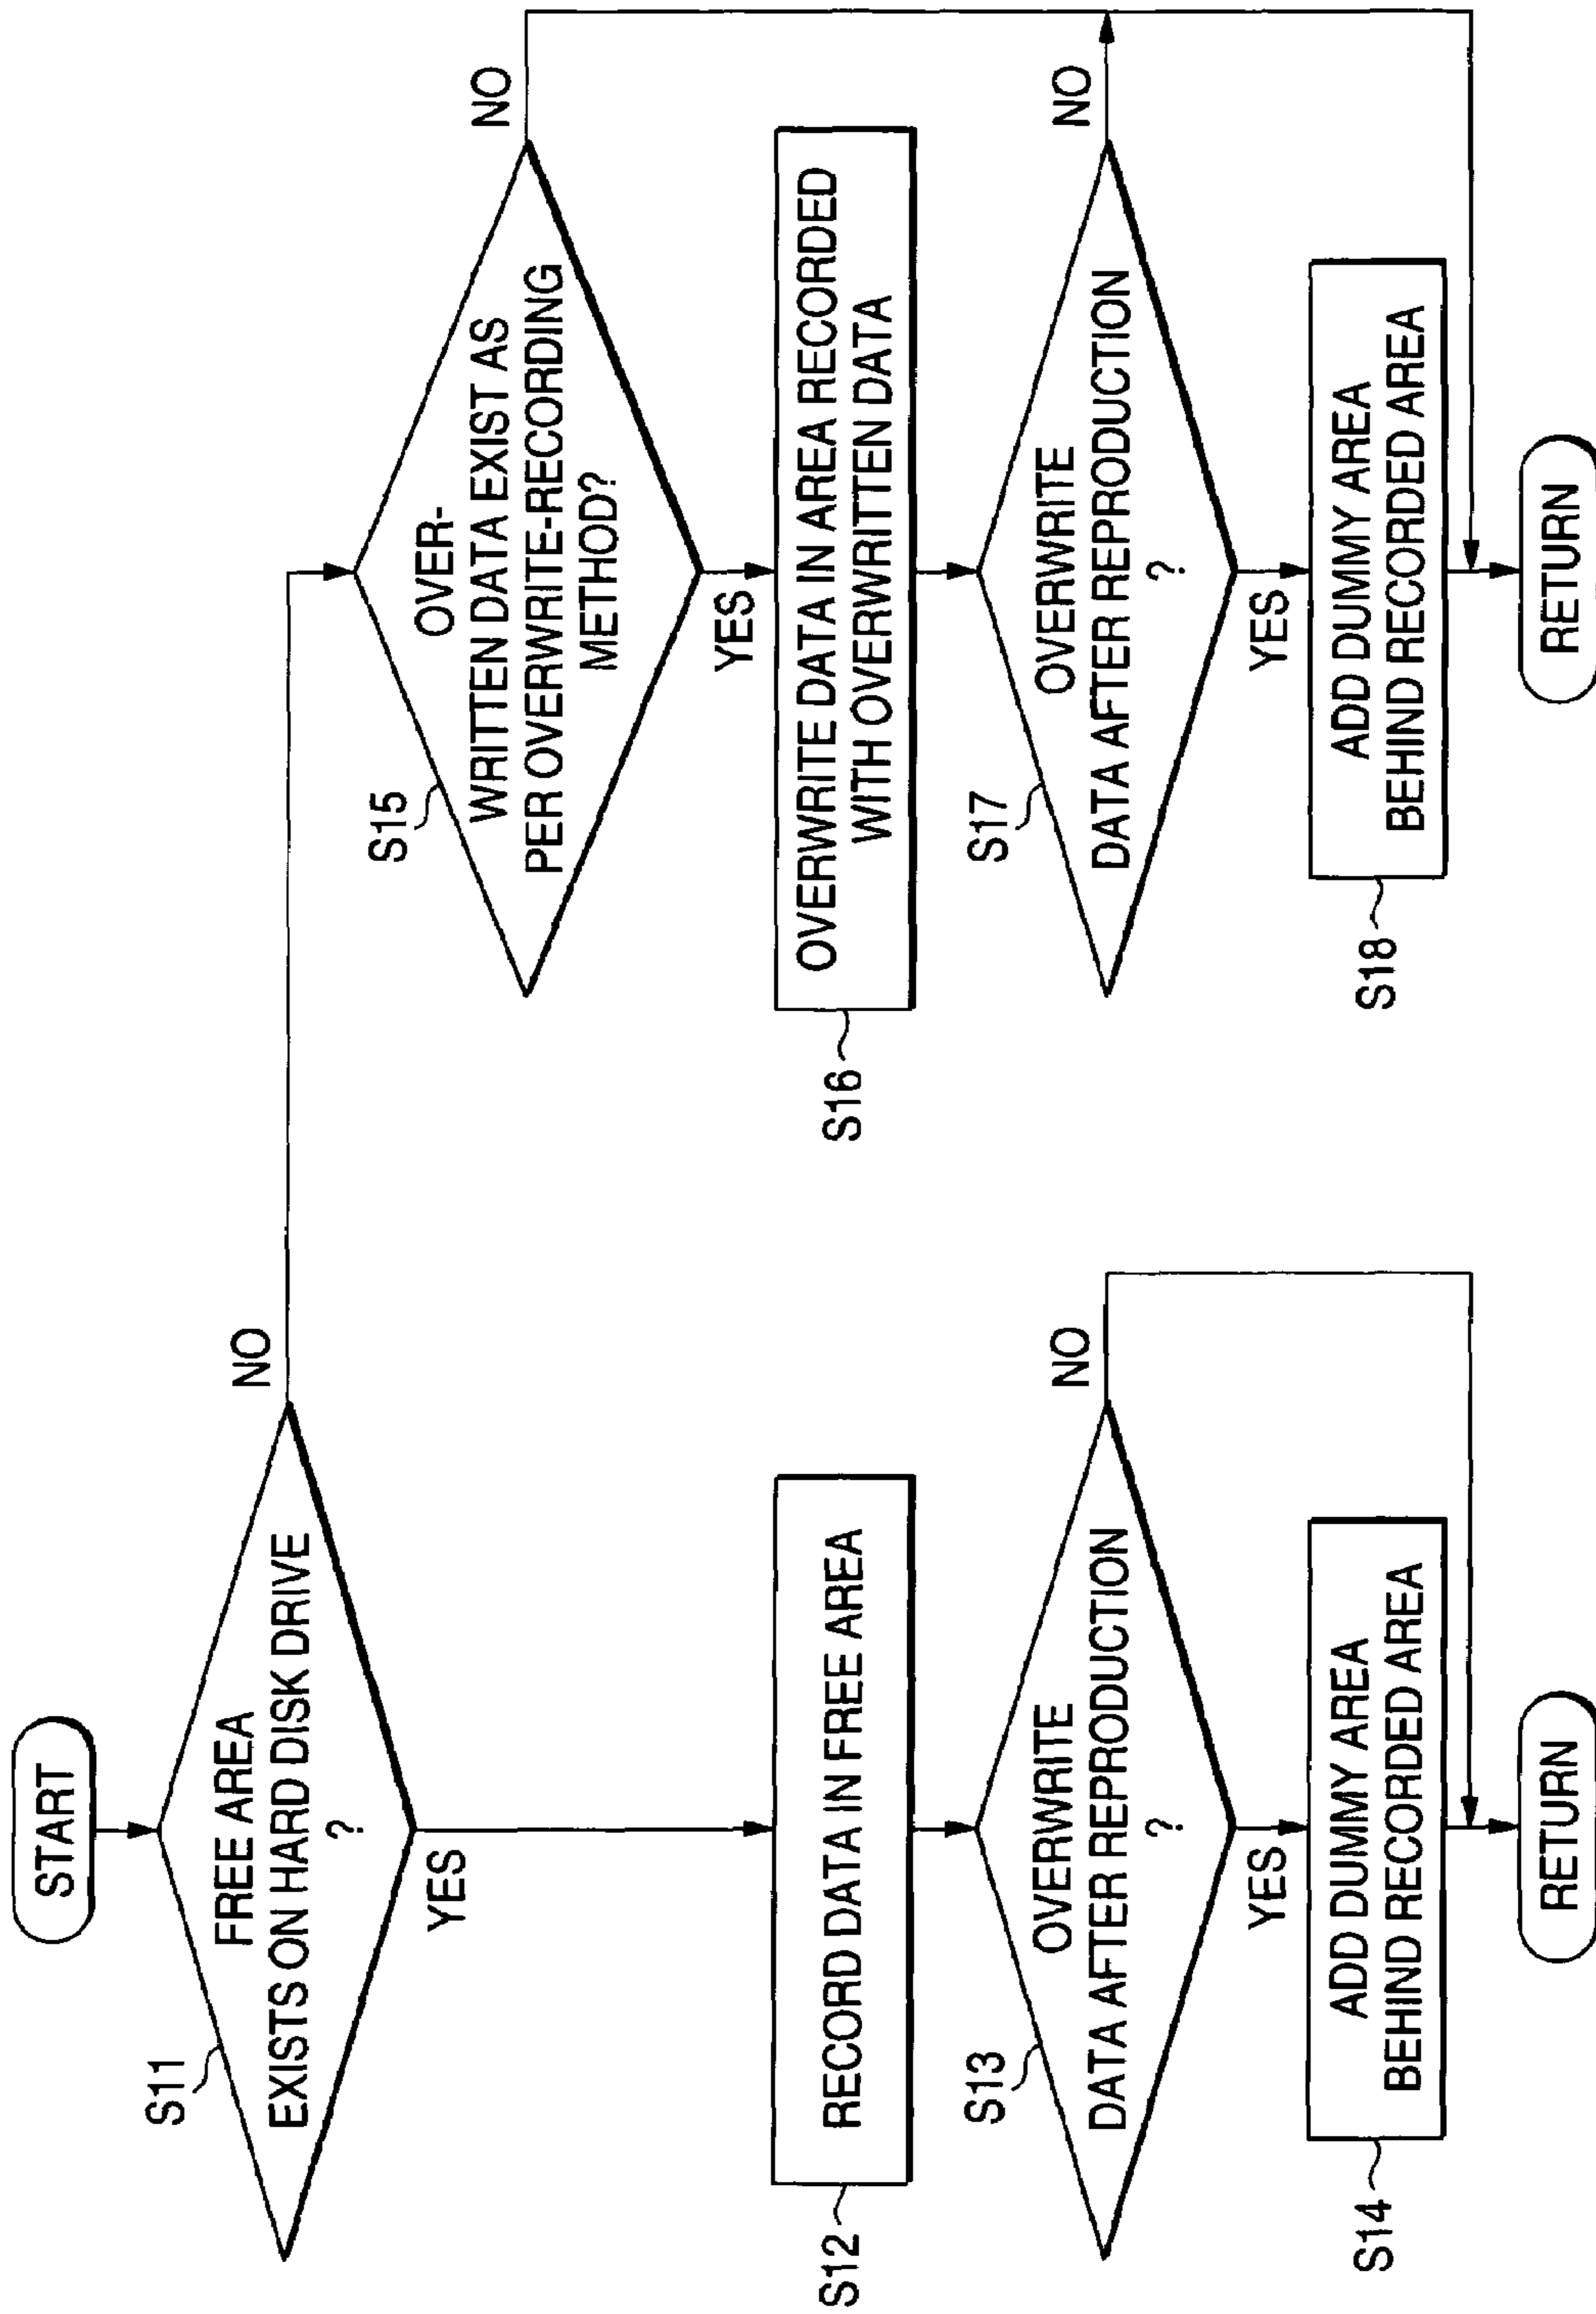 START
S11
FREE AREA
EXISTS ON HARD DISK DRIVE
?
NO
YES
S12
RECORD DATA IN FREE AREA
S13
OVERWRITE
DATA AFTER REPRODUCTION
?
NO
YES
S14
ADD DUMMY AREA
BEHIND RECORDED AREA
RETURN
S15
OVER-
WRITTEN DATA EXIST AS
PER OVERWRITE-RECORDING
METHOD?
NO
YES
S16
OVERWRITE DATA IN AREA RECORDED
WITH OVERWRITTEN DATA
S17
OVERWRITE
DATA AFTER REPRODUCTION
?
NO
YES
S18
ADD DUMMY AREA
BEHIND RECORDED AREA
RETURN